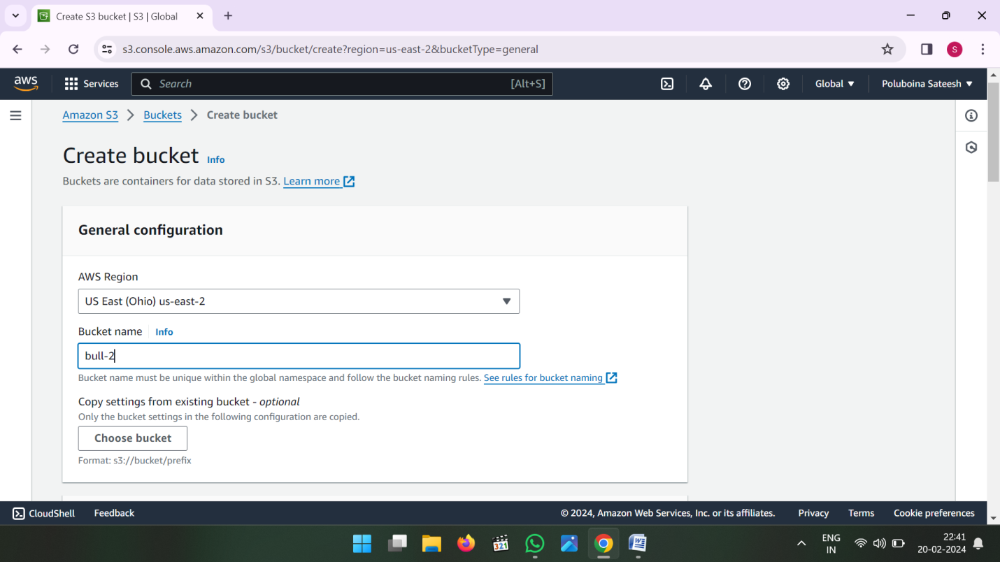 Create S3 bucket | S3 | Global
s3.console.aws.amazon.com/s3/bucket/create?region=us-east-2&bucketType=general
S
aws
Services
Search
[Alt+S]
Global
Poluboina Sateesh
Amazon S3 > Buckets > Create bucket
Create bucket Info
Buckets are containers for data stored in S3. Learn more
General configuration
AWS Region
US East (Ohio) us-east-2
Bucket name Info
bull-2
Bucket name must be unique within the global namespace and follow the bucket naming rules. See rules for bucket naming
Copy settings from existing bucket - optional
Only the bucket settings in the following configuration are copied.
Choose bucket
Format: s3://bucket/prefix
CloudShell
Feedback
© 2024, Amazon Web Services, Inc. or its affiliates.
Privacy
Terms
Cookie preferences
321
W
ENG
IN
22:41
20-02-2024